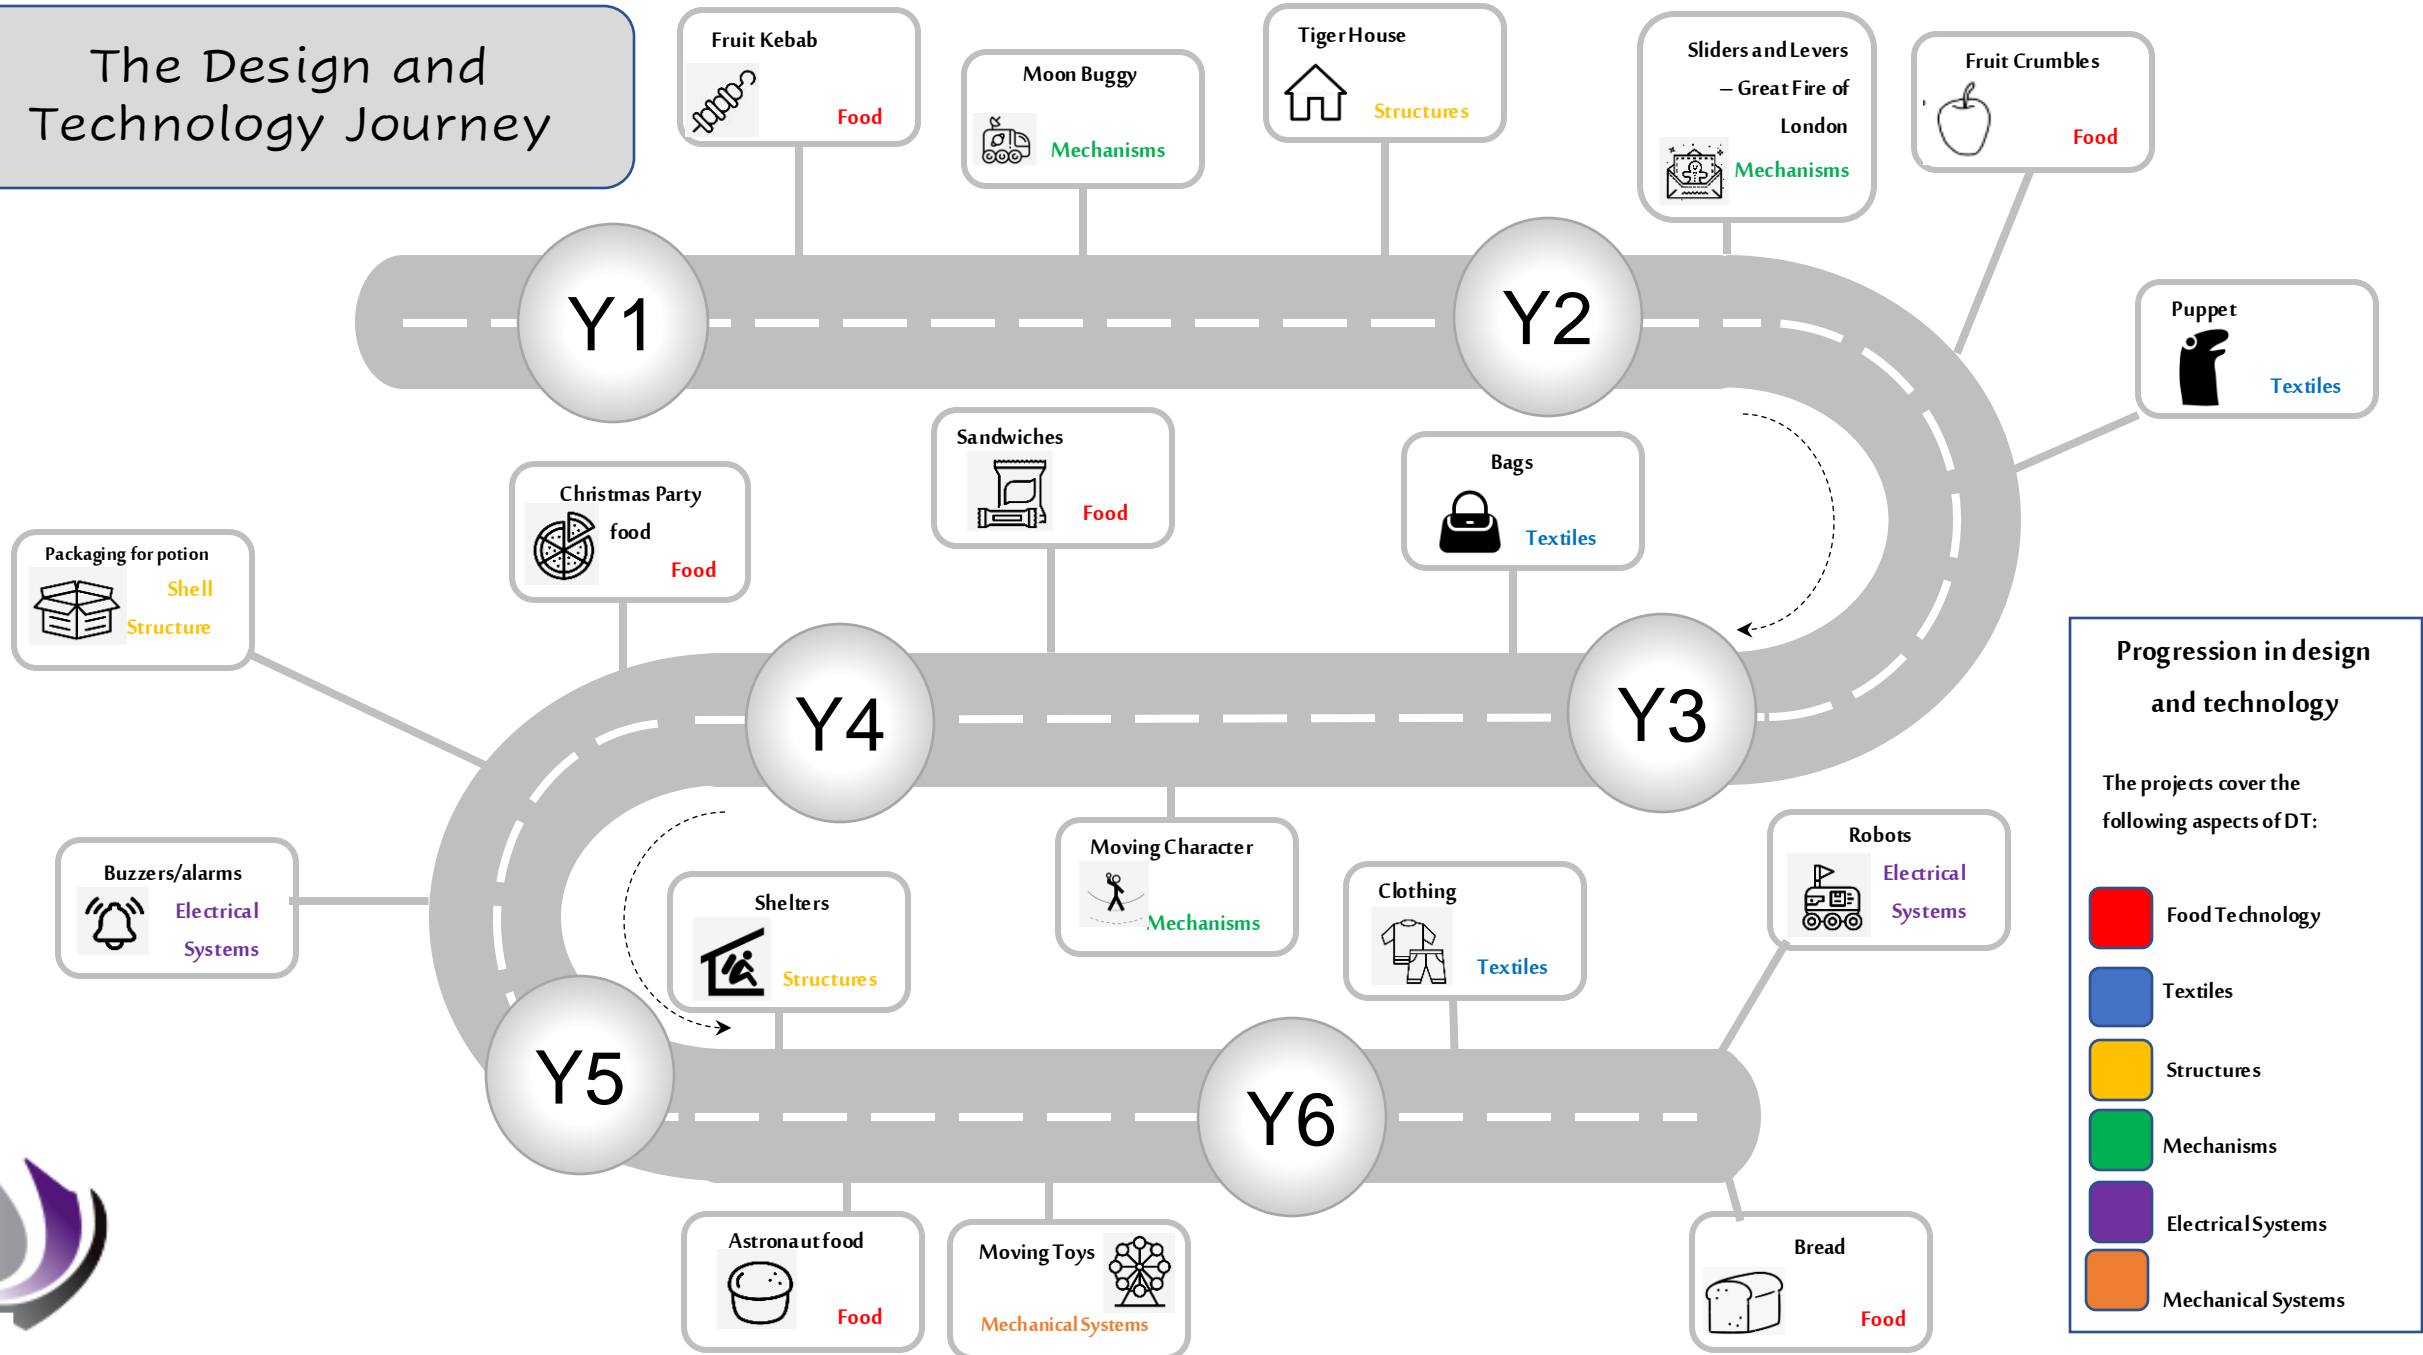 The Design and
Technology Journey
Fruit Kebab
Food
Moon Buggy
Mechanisms
Tiger House
Structures
Sliders and Levers
– Great Fire of
London
Mechanisms
Fruit Crumbles
Food
Y1
Y2
Puppet
Textiles
Sandwiches
Food
Bags
Textiles
Christmas Party
food
Food
Packaging for potion
Shell
Structure
Y4
Y3
Buzzers/alarms
Electrical
Systems
Shelters
Structures
Moving Character
Mechanisms
Clothing
Textiles
Robots
Electrical
Systems
Y5
Y6
Astronaut food
Food
Moving Toys
Mechanical Systems
Bread
Food
Progression in design
and technology
The projects cover the
following aspects of DT:
Food Technology
Textiles
Structures
Mechanisms
Electrical Systems
Mechanical Systems